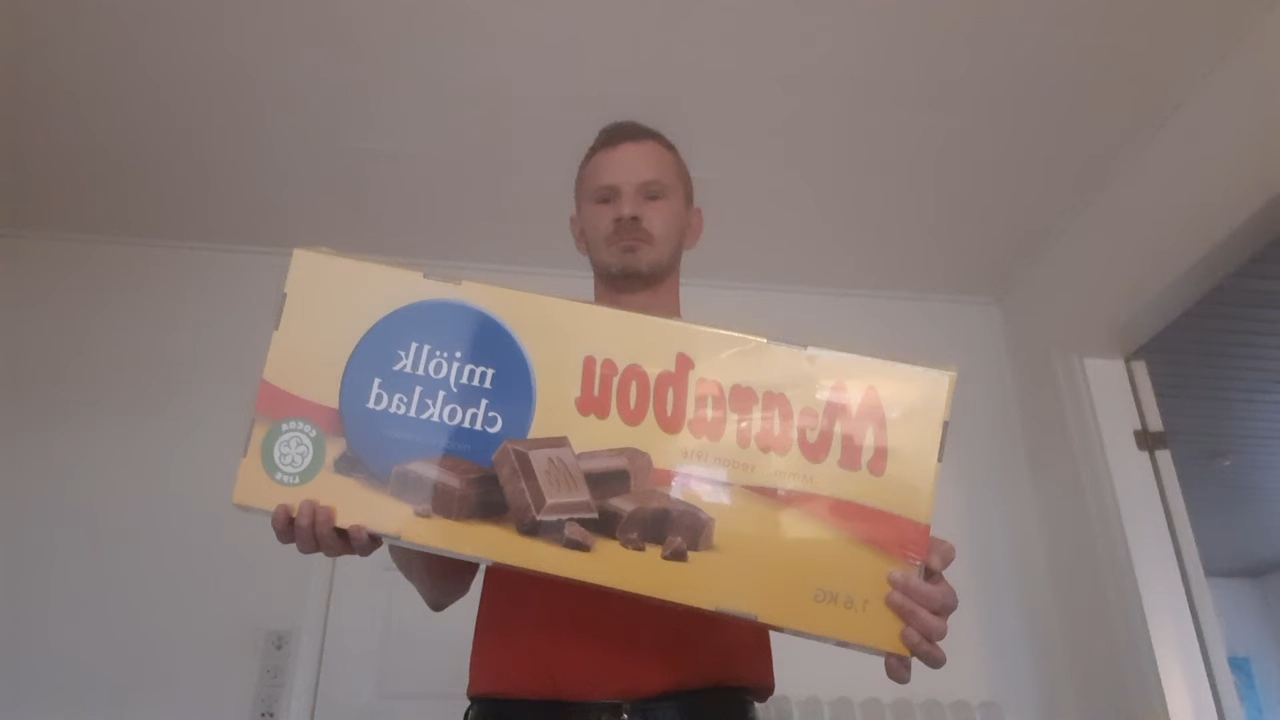 Marabou
Mmm... sedan 1916
mjölk
choklad
COCOA
LIFE
1,6 KG